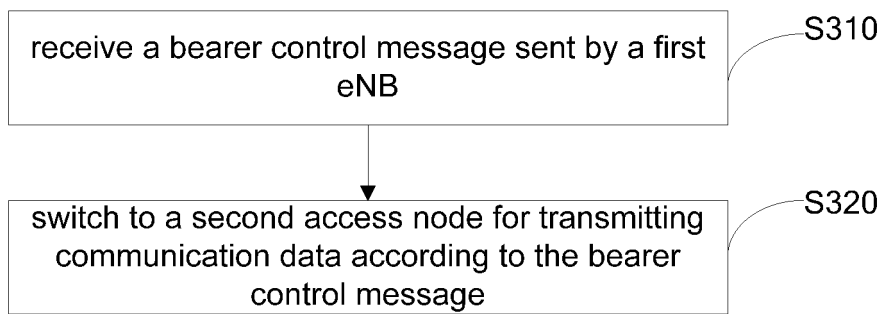 receive a bearer control message sent by a first
eNB
S310
switch to a second access node for transmitting
communication data according to the bearer
control message
S320